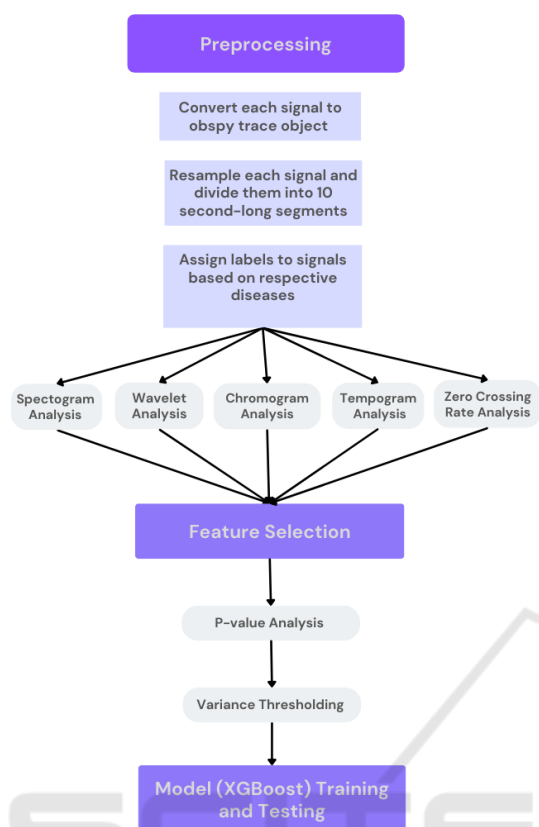 Preprocessing
Convert each signal to
obspy trace object
Resample each signal and
divide them into 10
second-long segments
Assign labels to signals
based on respective
diseases
Spectogram
Analysis
Wavelet
Analysis
Chromogram
Analysis
Tempogram
Analysis
Zero Crossing
Rate Analysis
Feature Selection
P-value Analysis
Variance Thresholding
Model (XGBoost) Training
and Testing